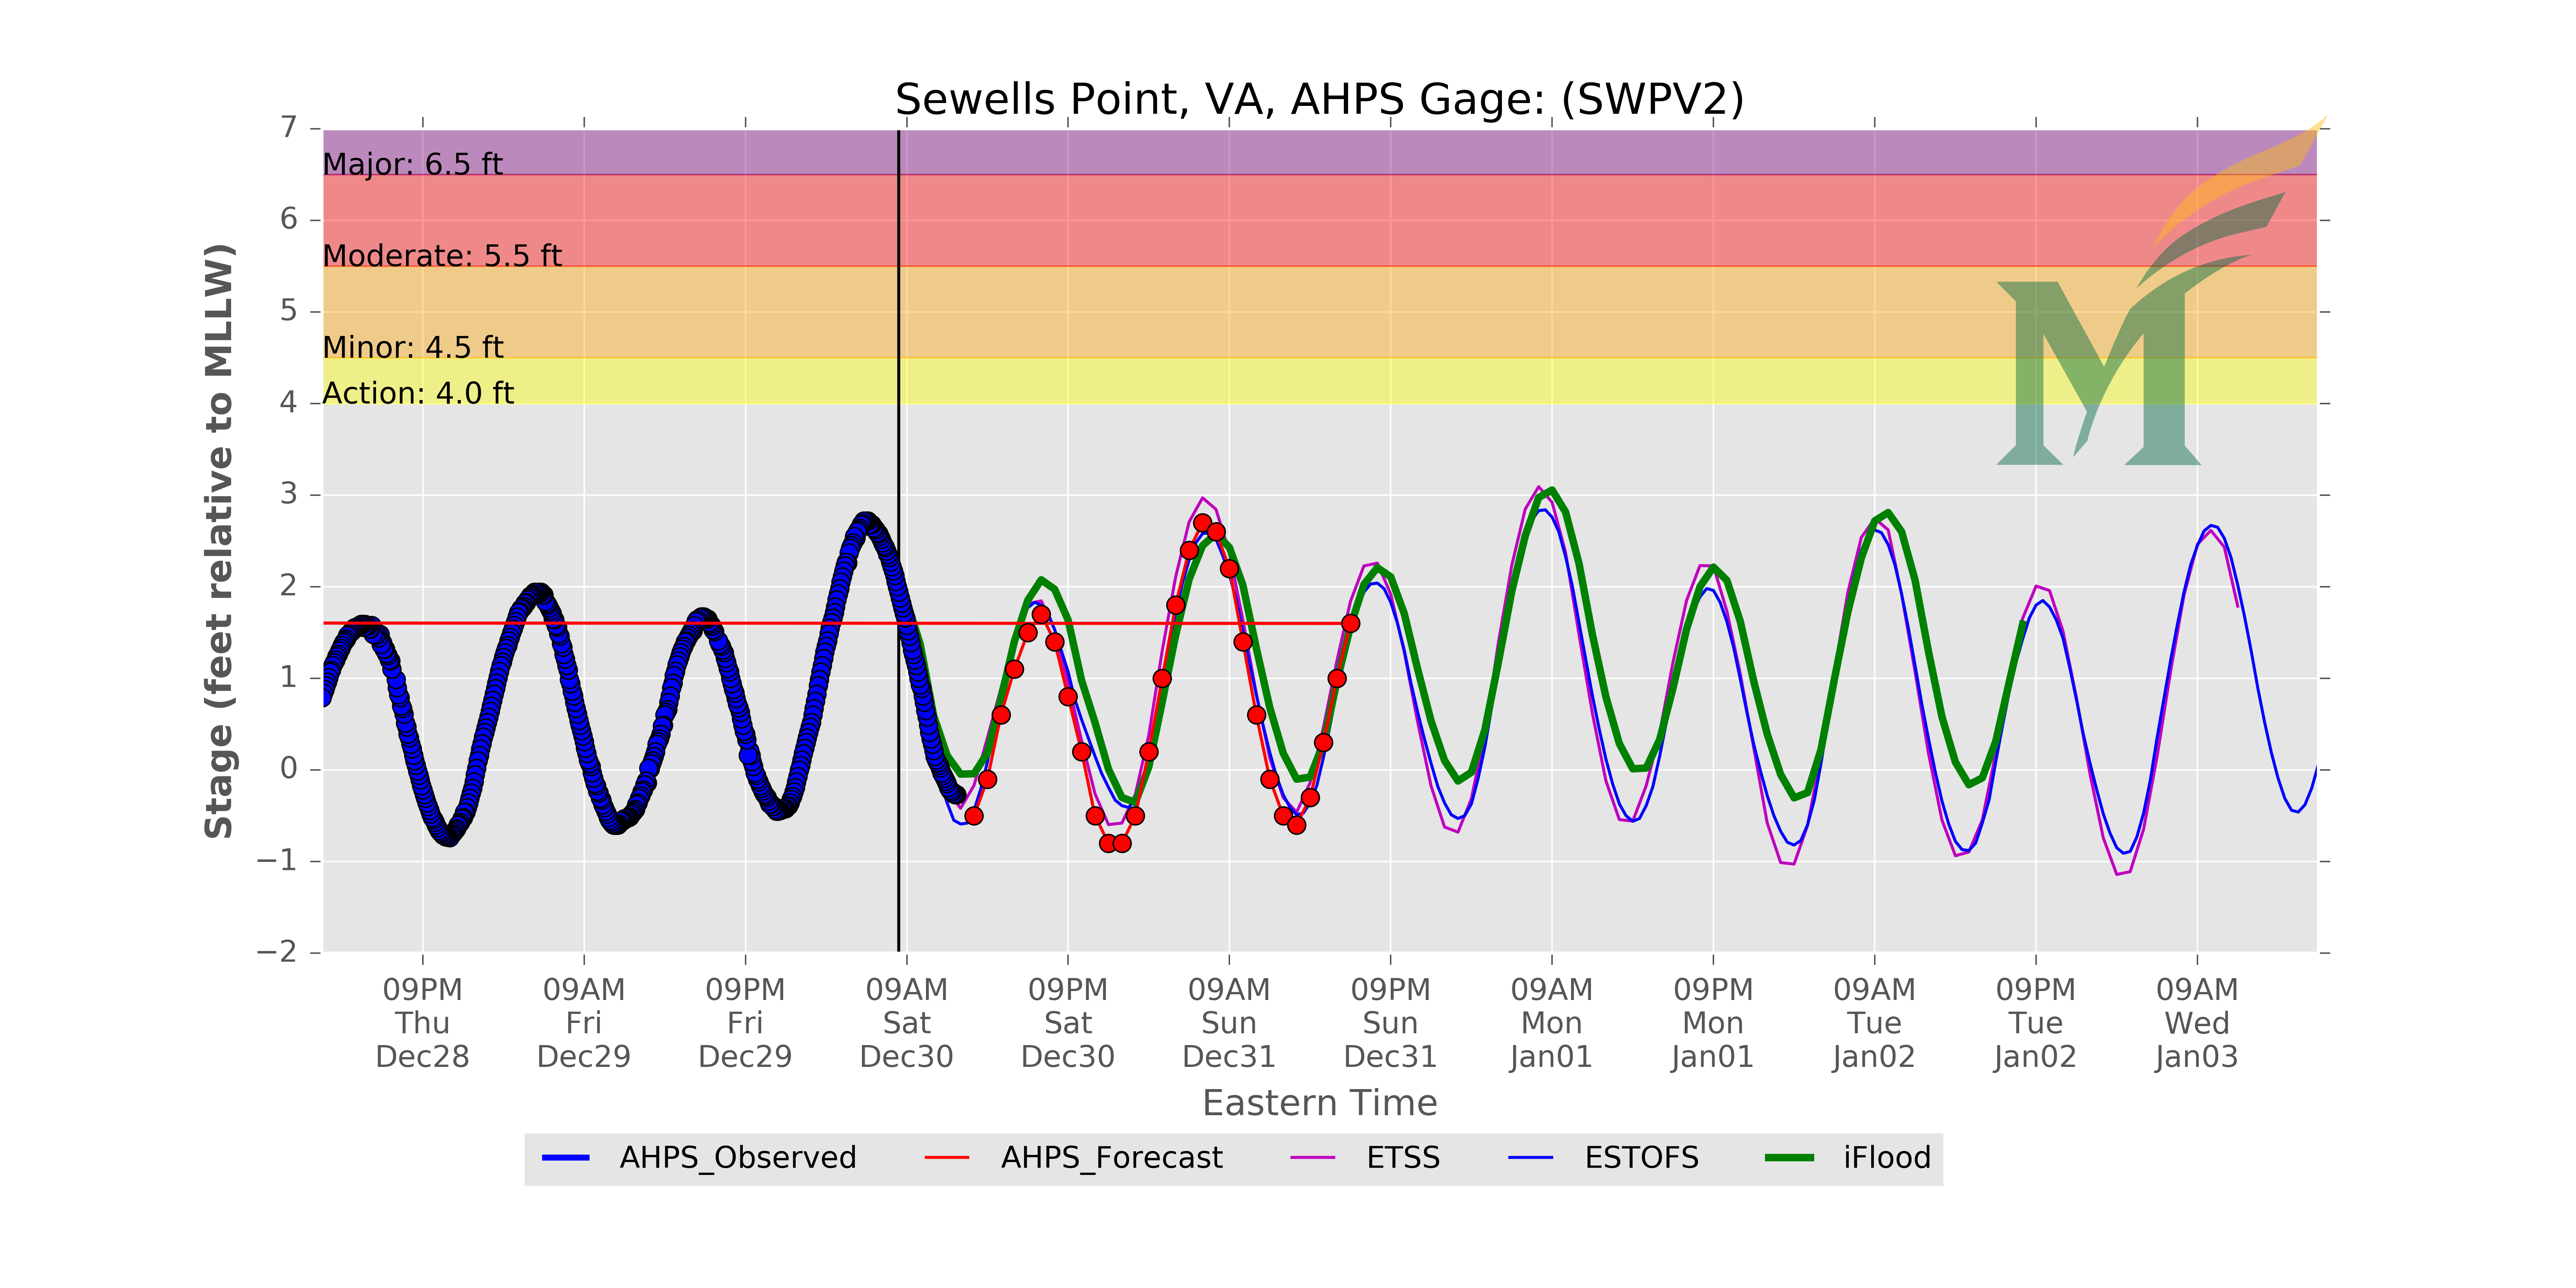 Sewells Point, VA, AHPS Gage: (SWPV2)
7
Major: 6.5 ft
6
Moderate: 5.5 ft
5
Minor: 4.5 ft
Action: 4.0 ft
4
3
2
1
0
−1
−2
Stage (feet relative to MLLW)
09PM Thu Dec28
09AM Fri Dec29
09PM Fri Dec29
09AM Sat Dec30
09PM Sat Dec30
09AM Sun Dec31
09PM Sun Dec31
09AM Mon Jan01
09PM Mon Jan01
09AM Tue Jan02
09PM Tue Jan02
09AM Wed Jan03
Eastern Time
AHPS_Observed AHPS_Forecast ETSS ESTOFS iFlood
M